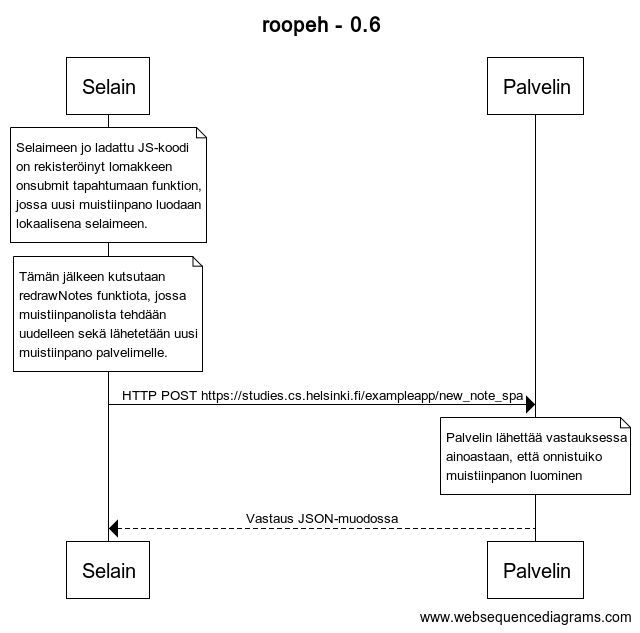 roopeh - 0.6
Selain
Palvelin
Selaimeen jo ladattu JS-koodi
on rekisteröinyt lomakkeen
onsubmit tapahtumaan funktion,
jossa uusi muistiinpano luodaan
lokaalisena selaimeen.
Tämän jälkeen kutsutaan
redrawNotes funktiota, jossa
muistiinpanolista tehdään
uudelleen sekä lähetetään uusi
muistiinpano palvelimelle.
HTTP POST https://studies.cs.helsinki.fi/exampleapp/new_note_spa
Palvelin lähettää vastauksessa
ainoastaan, että onnistuiko
muistiinpanon luominen
Vastaus JSON-muodossa
Selain
Palvelin
www.websequencediagrams.com